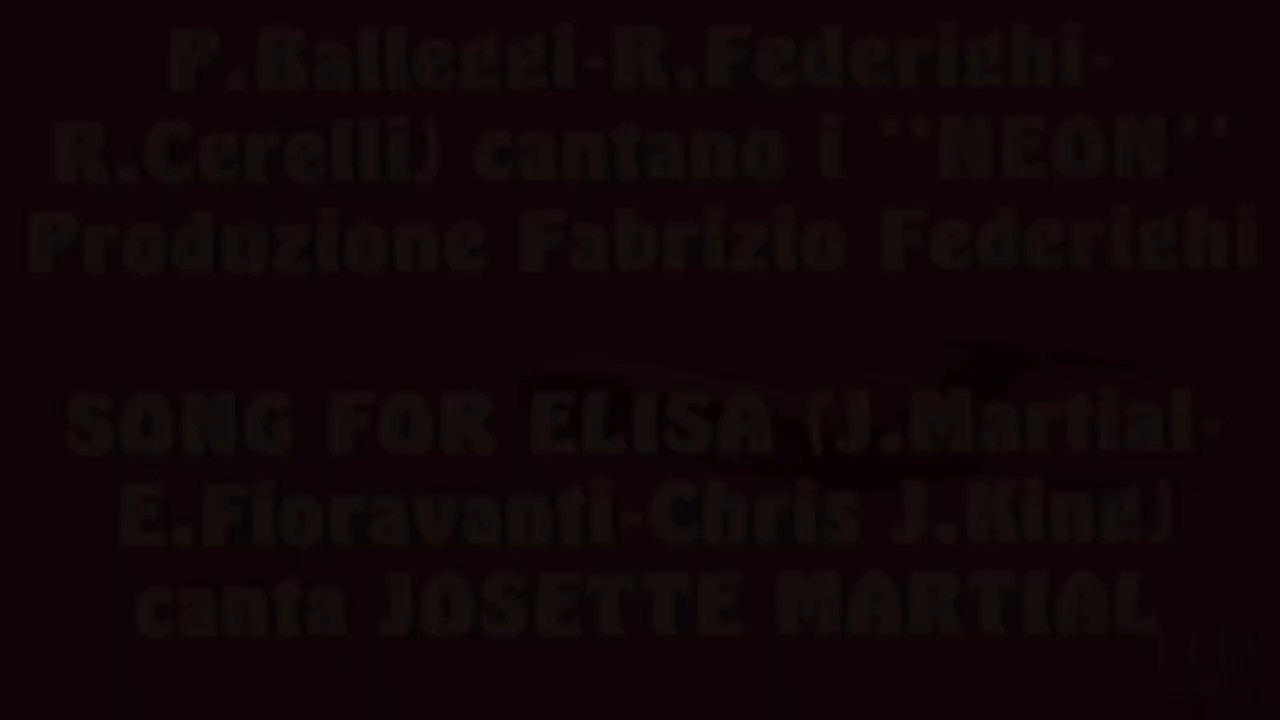 P.Balleggi-R.Federighi-
R.Cerelli) cantano i "NEON"
Produzione Fabrizio Federighi
SONG FOR ELISA (J.Martial-
E.Fioravanti-Chris J.King)
canta JOSETTE MARTIAL